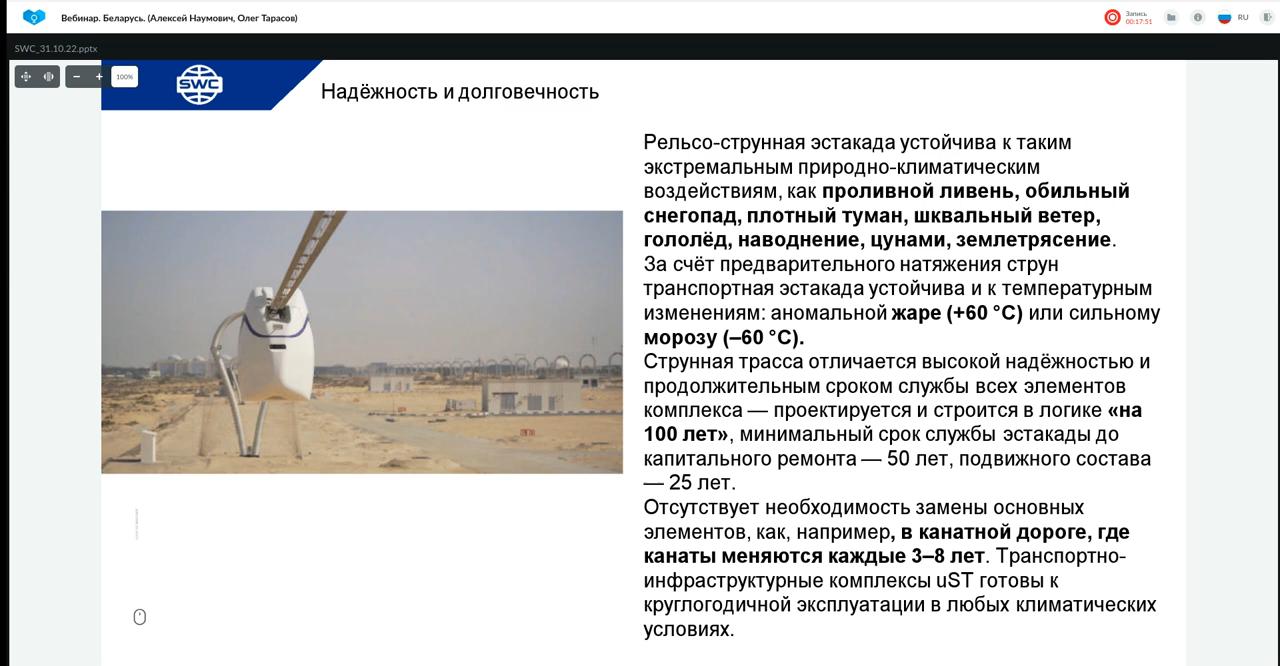 Вебинар. Беларусь. (Алексей Наумович, Олег Тарасов)
Запись
00:17:51
RU
SWC_31.10.22.pptx
100%
SWC
Надёжность и долговечность
Рельсо-струнная эстакада устойчива к таким
экстремальным природно-климатическим
воздействиям, как проливной ливень, обильный
снегопад, плотный туман, шквальный ветер,
гололёд, наводнение, цунами, землетрясение.
За счёт предварительного натяжения струн
транспортная эстакада устойчива и к температурным
изменениям: аномальной жаре (+60 °C) или сильному
морозу (–60 °C).
Струнная трасса отличается высокой надёжностью и
продолжительным сроком службы всех элементов
комплекса — проектируется и строится в логике «на
100 лет», минимальный срок службы эстакады до
капитального ремонта — 50 лет, подвижного состава
— 25 лет.
Отсутствует необходимость замены основных
элементов, как, например, в канатной дороге, где
канаты меняются каждые 3–8 лет. Транспортно-
инфраструктурные комплексы uST готовы к
круглогодичной эксплуатации в любых климатических
условиях.